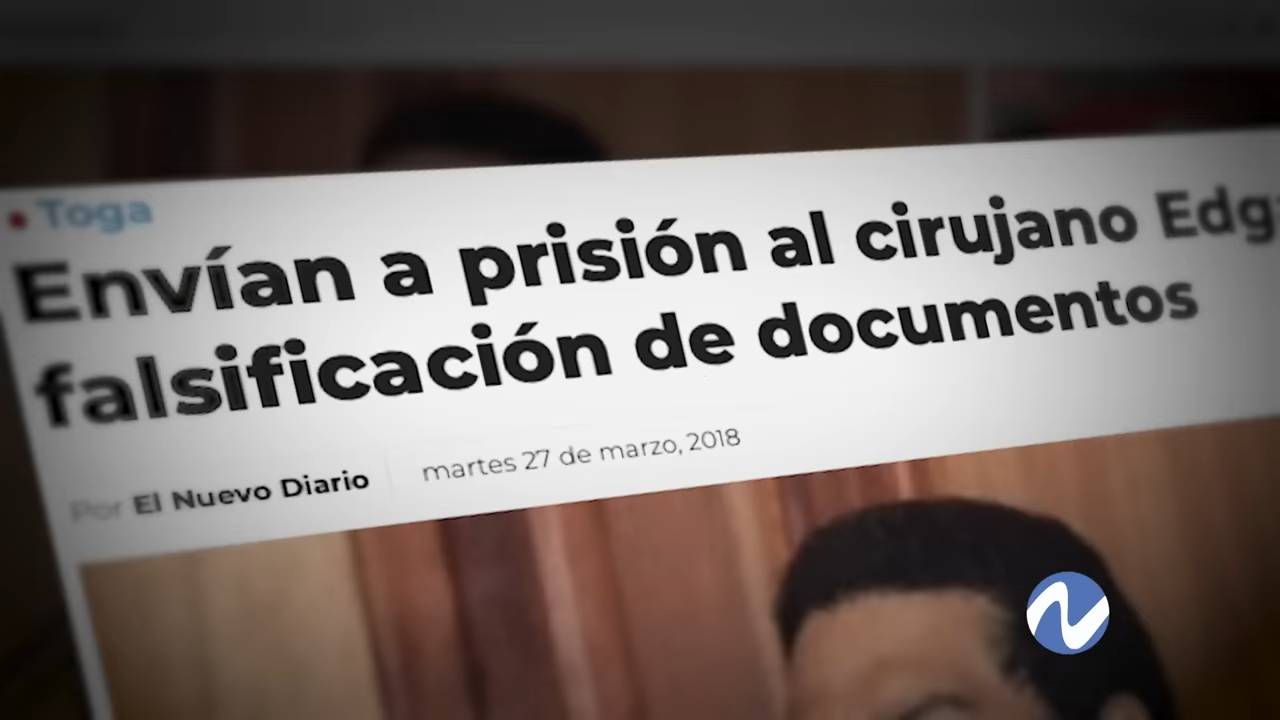 Toga
Envían a prisión al cirujano
falsificación de documentos
Por El Nuevo Diario
martes 27 de marzo, 2018